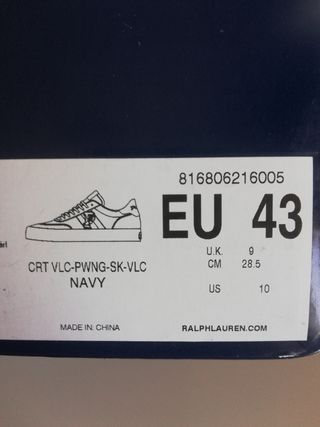 816806216005
EU 43
U.K. 9
CM 28.5
US 10
CRT VLC-PWNG-SK-VLC
NAVY
MADE IN: CHINA
RALPHLAUREN.COM